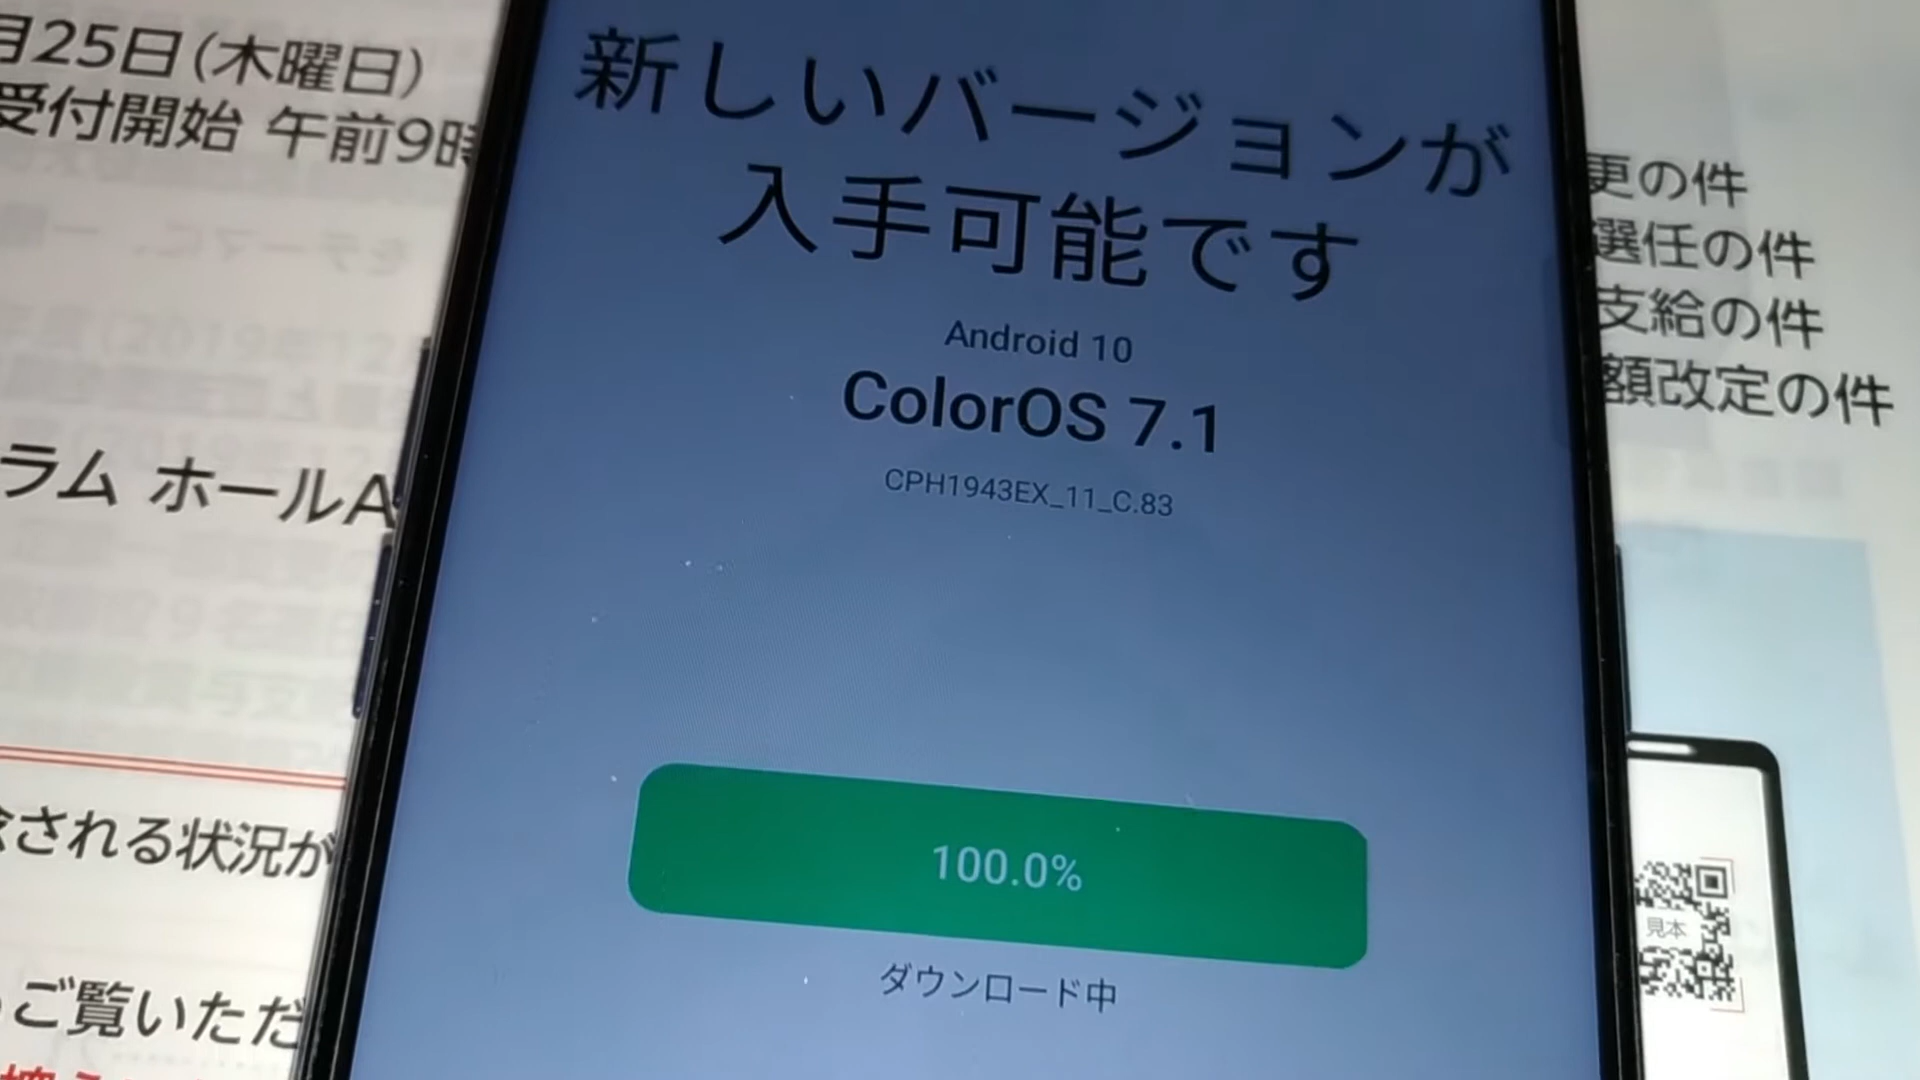 月25日(木曜日)
受付開始 午前9時
ラム ホールA
される状況が
ご覧いただ
新しいバージョンが
入手可能です
Android 10
ColorOS 7.1
CPH1943EX_11_C.83
100.0%
ダウンロード中
更の件
選任の件
支給の件
額改定の件
見本